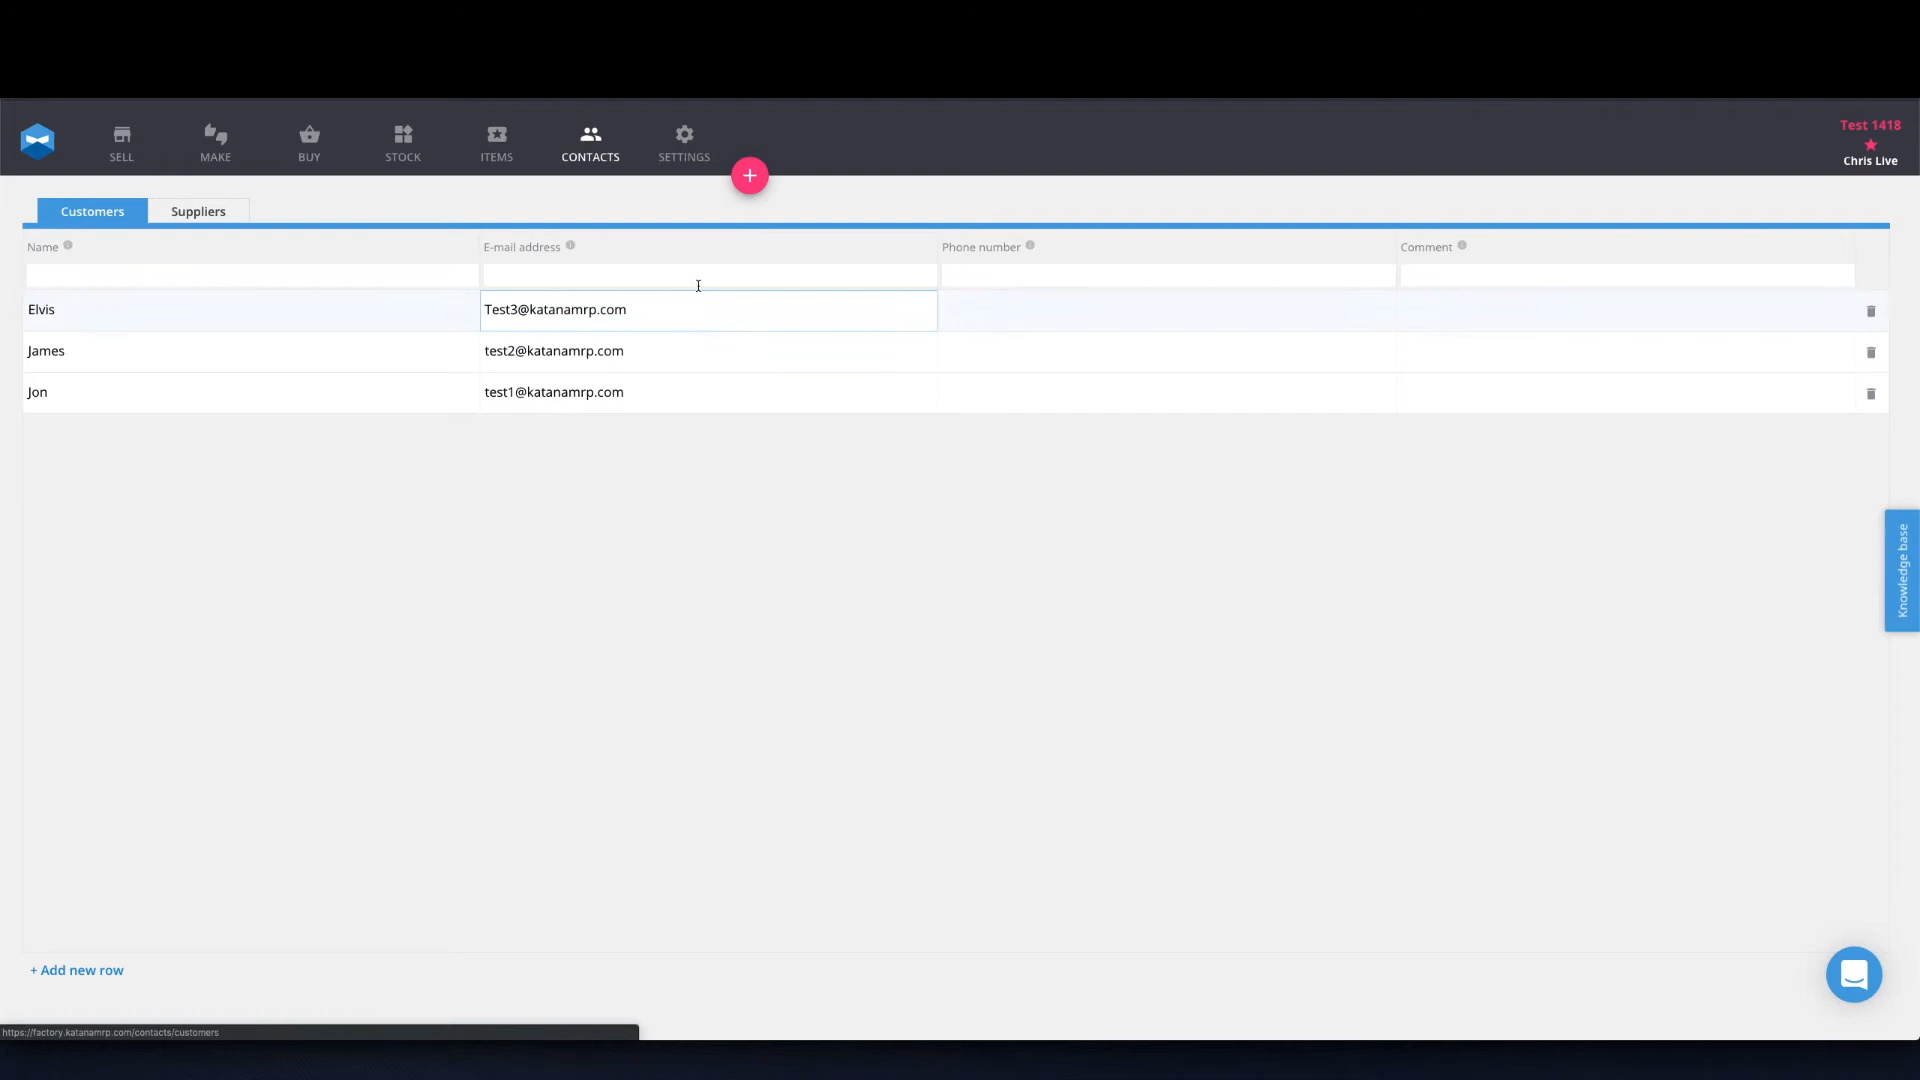 SELL
MAKE
BUY
STOCK
ITEMS
CONTACTS
SETTINGS
Test 1418
Chris Live
Customers
Suppliers
Name
E-mail address
Phone number
Comment
Elvis
Test3@katanamrp.com
James
test2@katanamrp.com
Jon
test1@katanamrp.com
Knowledge base
+ Add new row
https://factory.katanamrp.com/contacts/customers